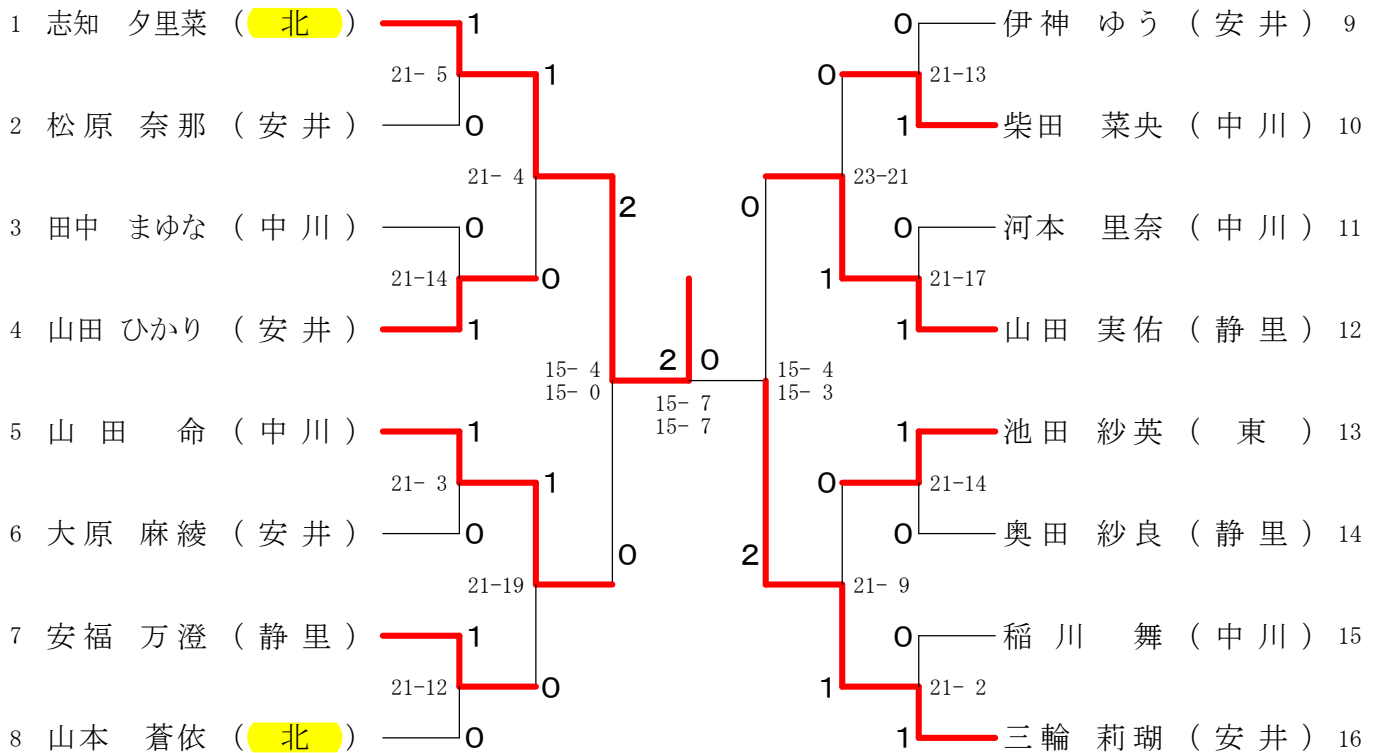 1 志知 夕里菜 ( 北 ) 1 0 伊神 ゆう ( 安井 ) 9
21- 5 1 0 21-13
2 松原 奈那 ( 安井 ) 0 1 柴田 菜央 ( 中川 ) 10
21- 4 23-21
3 田中 まゆな ( 中川 ) 0 2 0 0 河本 里奈 ( 中川 ) 11
21-14 0 1 21-17
4 山田 ひかり ( 安井 ) 1 1 山田 実佑 ( 静里 ) 12
15- 4 2 0 15- 4
15- 0 15- 7 15- 3
5 山田 命 ( 中川 ) 1 15- 7 1 池田 紗英 ( 東 ) 13
21- 3 1 0 21-14
6 大原 麻綾 ( 安井 ) 0 0 2 0 奥田 紗良 ( 静里 ) 14
21-19 21- 9
7 安福 万澄 ( 静里 ) 1 0 稲川 舞 ( 中川 ) 15
21-12 0 1 21- 2
8 山本 蒼依 ( 北 ) 0 1 三輪 莉瑚 ( 安井 ) 16